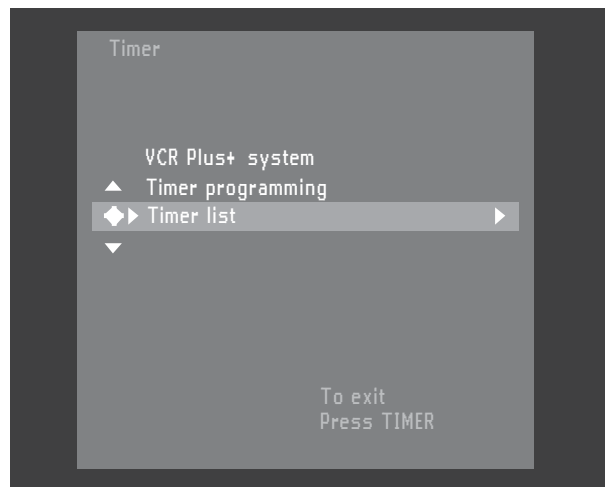 Timer
VCR Plus+ system
Timer programming
Timer list
To exit
Press TIMER